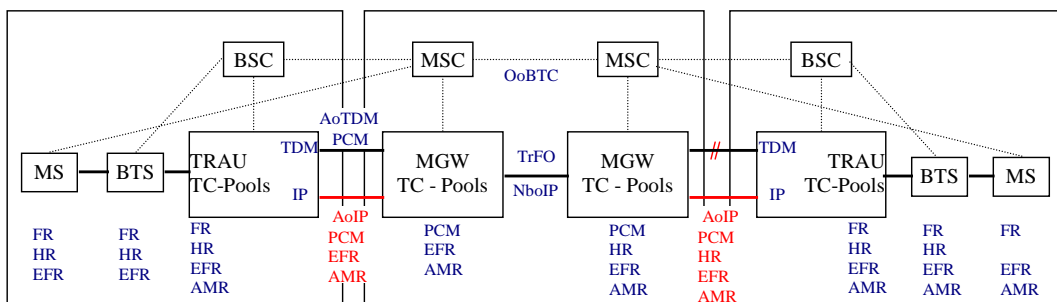 BSC
MSC
MSC
BSC
OoBTC
AoTDM
PCM
MS
BTS
TRAU
TC-Pools
TDM
IP
MGW
TC - Pools
TrFO
NboIP
MGW
TC - Pools
TDM
IP
TRAU
TC-Pools
BTS
MS
FR
HR
EFR
FR
HR
EFR
FR
HR
EFR
AMR
AoIP
PCM
EFR
AMR
PCM
EFR
AMR
PCM
HR
EFR
AMR
AoIP
PCM
HR
EFR
AMR
FR
HR
EFR
AMR
FR
HR
EFR
AMR
FR
EFR
AMR